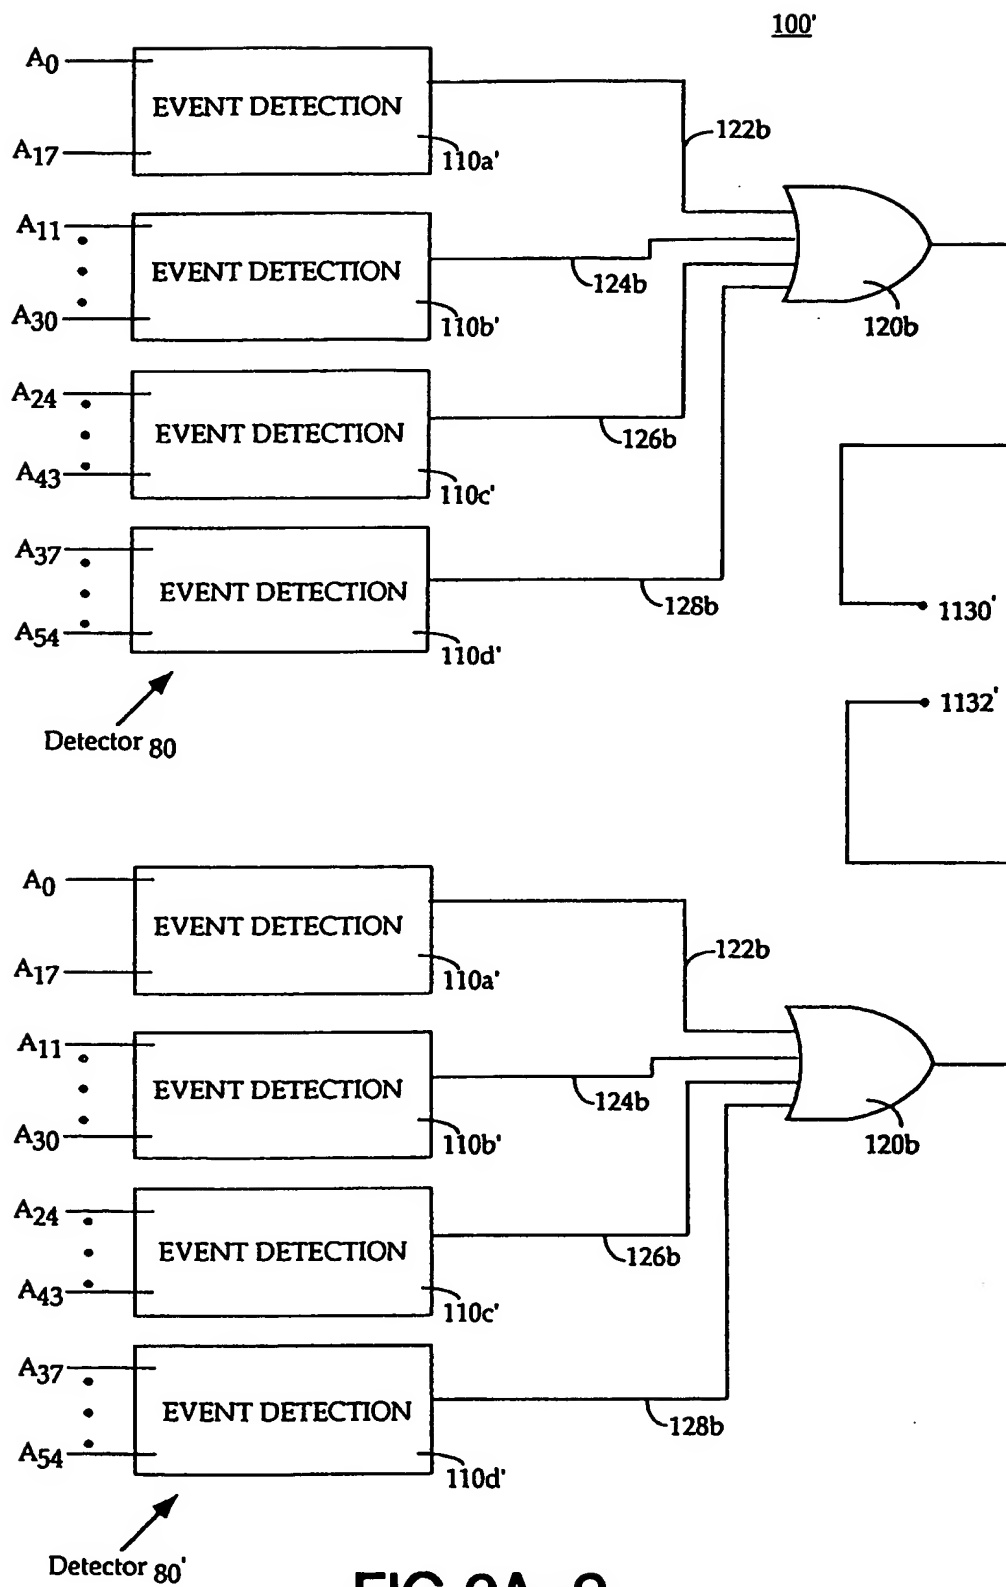 100'
A0
EVENT DETECTION
122b
A17
110a'
A11
EVENT DETECTION
124b
A30
110b'
120b
A24
EVENT DETECTION
126b
A43
110c'
A37
EVENT DETECTION
128b
1130'
A54
110d'
1132'
Detector 80
A0
EVENT DETECTION
122b
A17
110a'
A11
EVENT DETECTION
124b
A30
110b'
120b
A24
EVENT DETECTION
126b
A43
110c'
A37
EVENT DETECTION
128b
A54
110d'
Detector 80'